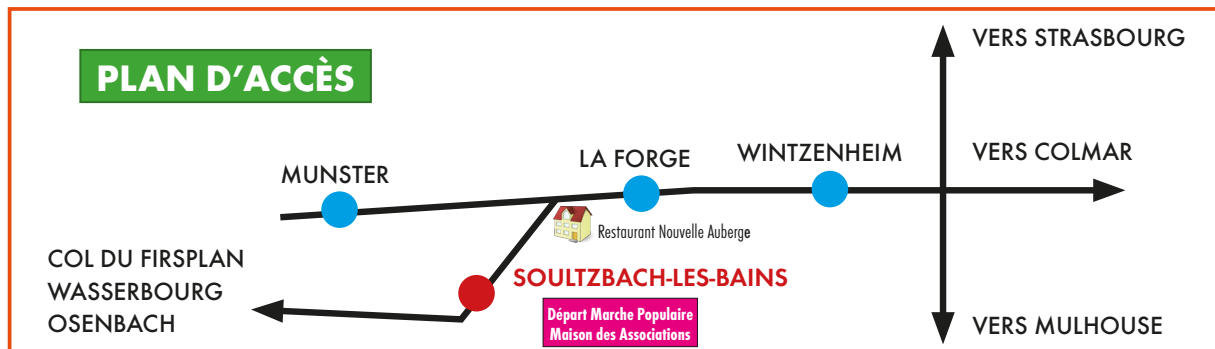 PLAN D'ACCÈS
VERS STRASBOURG
MUNSTER
LA FORGE
WINTZENHEIM
VERS COLMAR
Restaurant Nouvelle Auberge
COL DU FIRSPLAN
WASSERBOURG
OSENBACH
SOULTZBACH-LES-BAINS
Départ Marche Populaire
Maison des Associations
VERS MULHOUSE